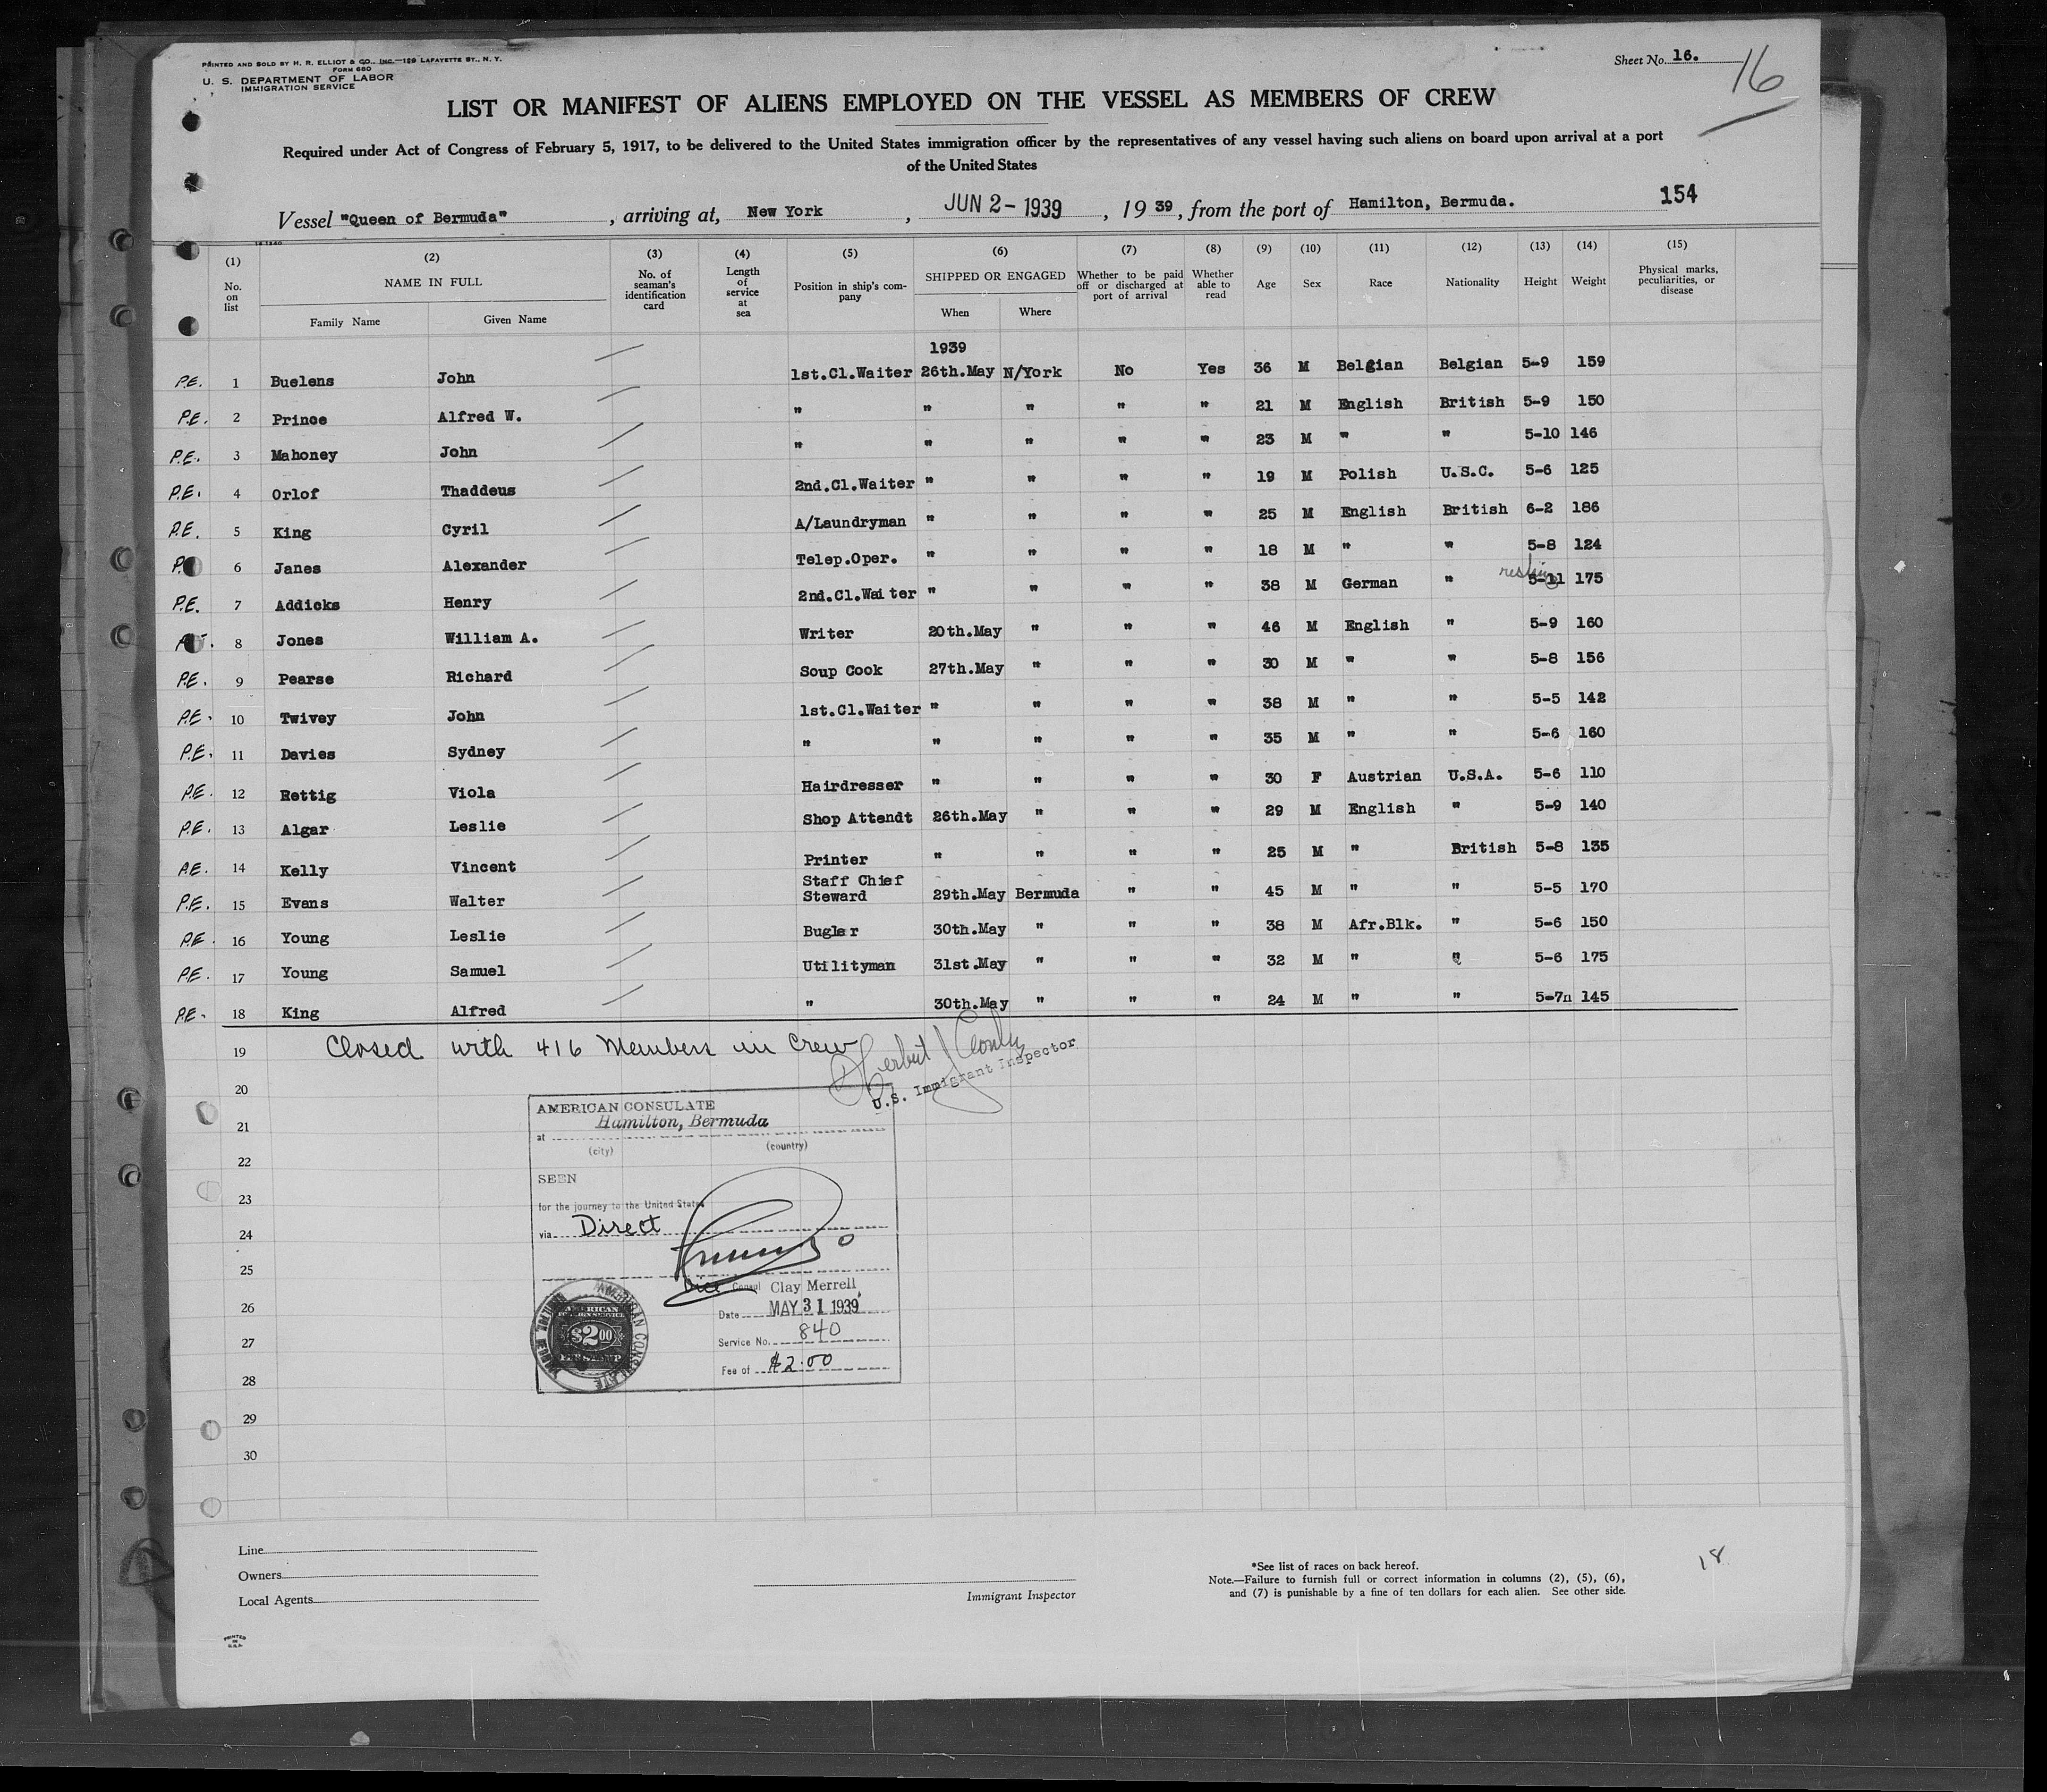 PRINTED AND SOLD BY H. R. ELLIOT & CO., INC.—129 LAFAYETTE ST., N. Y.
FORM 680
U. S. DEPARTMENT OF LABOR
IMMIGRATION SERVICE
Sheet No. 16.
16
LIST OR MANIFEST OF ALIENS EMPLOYED ON THE VESSEL AS MEMBERS OF CREW
Required under Act of Congress of February 5, 1917, to be delivered to the United States immigration officer by the representatives of any vessel having such aliens on board upon arrival at a port
of the United States
154
Vessel "Queen of Bermuda", arriving at, New York, JUN 2 - 1939, 1939, from the port of Hamilton, Bermuda.
(1) (2) (3) (4) (5) (6) (7) (8) (9) (10) (11) (12) (13) (14) (15)
No. on list NAME IN FULL No. of seaman's identification card Length of service at sea Position in ship's company SHIPPED OR ENGAGED Whether to be paid off or discharged at port of arrival Whether able to read Age Sex Race Nationality Height Weight Physical marks, peculiarities, or disease
Family Name Given Name When Where
1939
P.E. 1 Buelens John 1st.Cl.Waiter 26th.May N/York No Yes 36 M Belgian Belgian 5-9 159
P.E. 2 Prince Alfred W. " " " " " 21 M English British 5-9 150
P.E. 3 Mahoney John " " " " " 23 M " " 5-10 146
P.E. 4 Orlof Thaddeus 2nd.Cl.Waiter " " " " 19 M Polish U.S.C. 5-6 125
P.E. 5 King Cyril A/Laundryman " " " " 25 M English British 6-2 186
6 Janes Alexander Telep.Oper. " " " " 18 M " " 5-8 124
P.E. 7 Addicks Henry 2nd.Cl.Waiter " " " " 38 M German " 5-11 175
8 Jones William A. Writer 20th.May " " " 46 M English " 5-9 160
P.E. 9 Pearse Richard Soup Cook 27th.May " " " 30 M " " 5-8 156
P.E. 10 Twivey John 1st.Cl.Waiter " " " " 38 M " " 5-5 142
P.E. 11 Davies Sydney " " " " " 35 M " " 5-6 160
P.E. 12 Rettig Viola Hairdresser " " " " 30 F Austrian U.S.A. 5-6 110
P.E. 13 Algar Leslie Shop Attendt 26th.May " " " 29 M English " 5-9 140
P.E. 14 Kelly Vincent Printer " " " " 25 M " British 5-8 135
P.E. 15 Evans Walter Staff Chief Steward 29th.May Bermuda " " 45 M " " 5-5 170
P.E. 16 Young Leslie Bugler 30th.May " " " 38 M Afr.Blk. " 5-6 150
P.E. 17 Young Samuel Utilityman 31st.May " " " 32 M " " 5-6 175
P.E. 18 King Alfred " 30th.May " " " 24 M " " 5-7 145
19 Closed with 416 Members in Crew
U.S. Immigrant Inspector
20
21
22
23
24
25
26
27
28
29
30
AMERICAN CONSULATE
at Hamilton, Bermuda
(city) (country)
SEEN
for the journey to the United States
via Direct
Vice Consul Clay Merrell
Date MAY 31 1939
Service No. 840
Fee of $2.00
AMERICAN
FOREIGN SERVICE
$2.00
FEE STAMP
AMERICAN CONSULATE
Line
Owners
Local Agents
Immigrant Inspector
*See list of races on back hereof.
Note.—Failure to furnish full or correct information in columns (2), (5), (6),
and (7) is punishable by a fine of ten dollars for each alien. See other side.
18
PRINTED
IN
U.S.A.